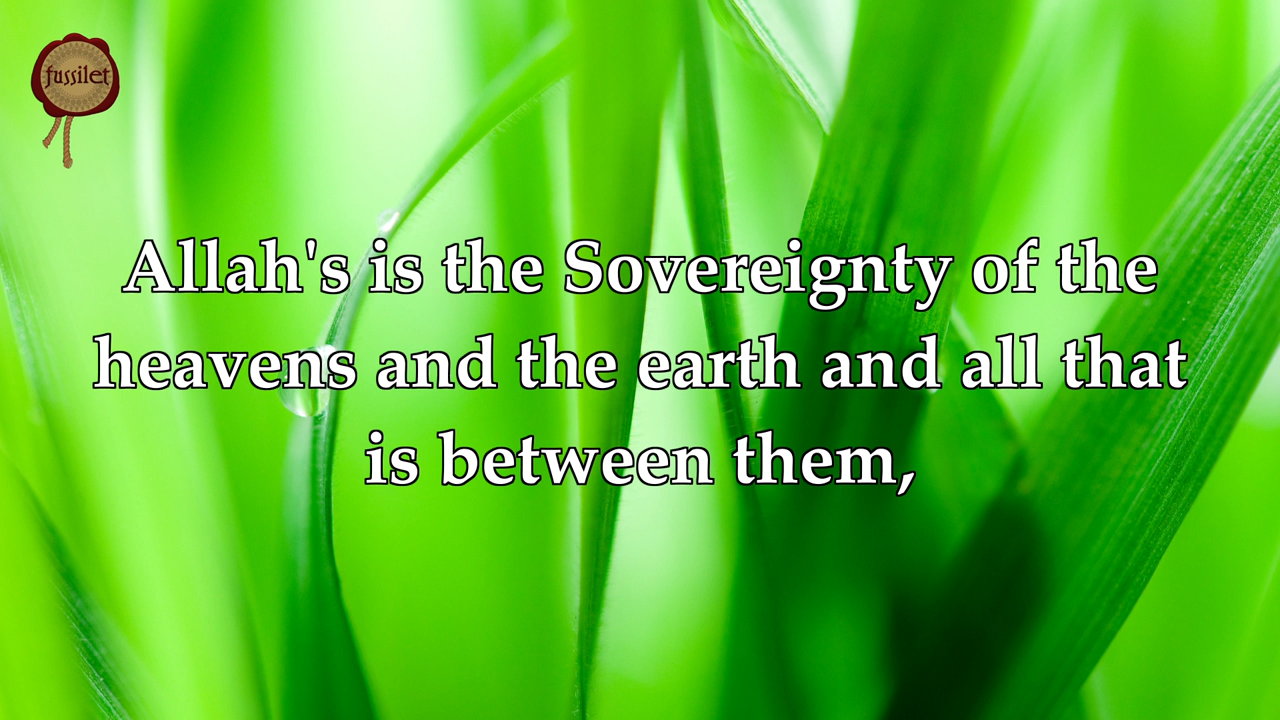 fussilet
Allah's is the Sovereignty of the
heavens and the earth and all that
is between them,